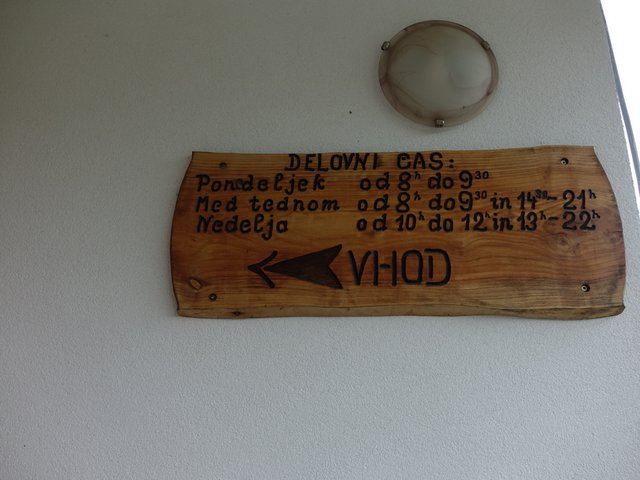 DELOVNI CAS:
Ponedeljek od 8h do 9³⁰
Med tednom od 8h do 9³⁰ in 14³⁰-21h
Nedelja od 10h do 12h in 13h-22h
VHOD